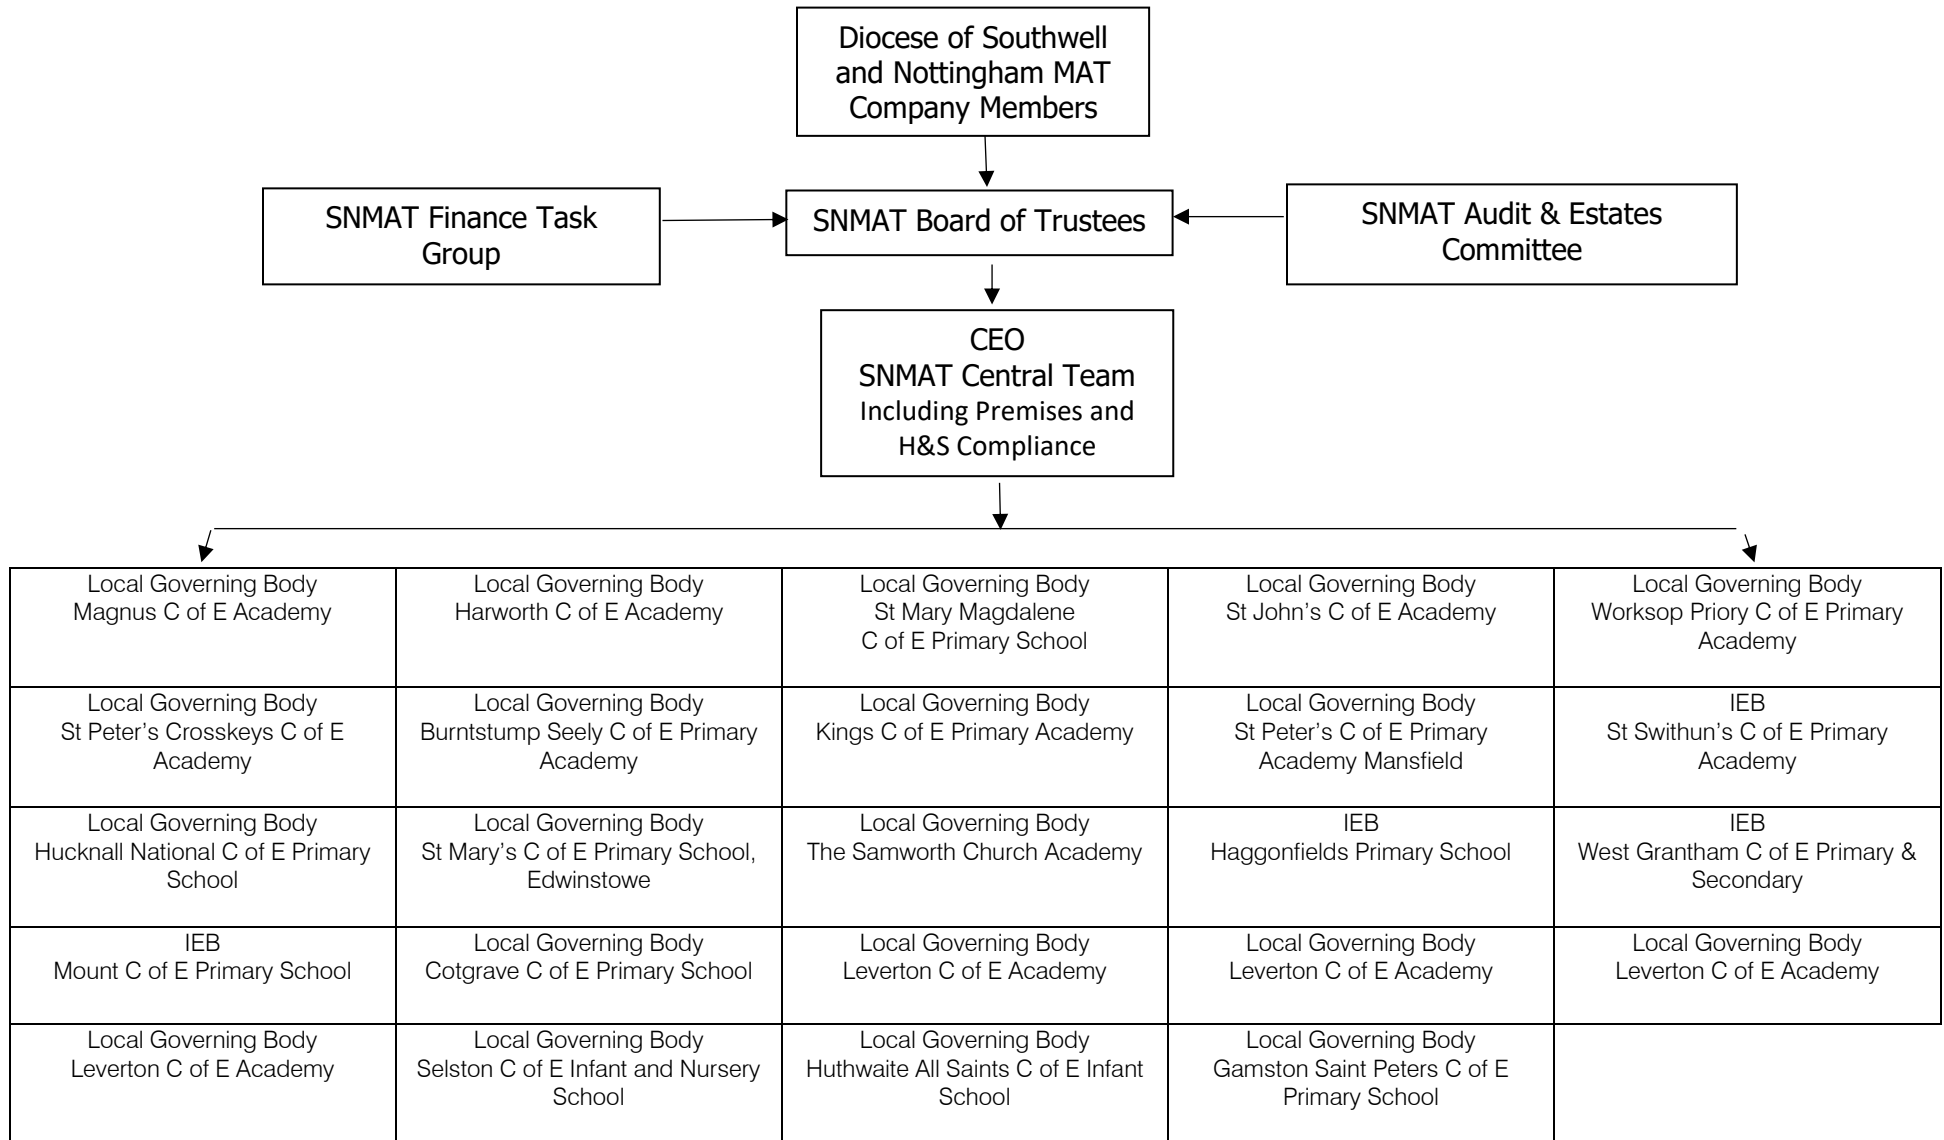 Diocese of Southwell
and Nottingham MAT
Company Members
SNMAT Finance Task
Group
SNMAT Board of Trustees
SNMAT Audit & Estates
Committee
CEO
SNMAT Central Team
Including Premises and
H&S Compliance
Local Governing Body
Magnus C of E Academy
Local Governing Body
Harworth C of E Academy
Local Governing Body
St Mary Magdalene
C of E Primary School
Local Governing Body
St John’s C of E Academy
Local Governing Body
Worksop Priory C of E Primary
Academy
Local Governing Body
St Peter’s Crosskeys C of E
Academy
Local Governing Body
Burntstump Seely C of E Primary
Academy
Local Governing Body
Kings C of E Primary Academy
Local Governing Body
St Peter’s C of E Primary
Academy Mansfield
IEB
St Swithun’s C of E Primary
Academy
Local Governing Body
Hucknall National C of E Primary
School
Local Governing Body
St Mary’s C of E Primary School,
Edwinstowe
Local Governing Body
The Samworth Church Academy
IEB
Haggonfields Primary School
IEB
West Grantham C of E Primary &
Secondary
IEB
Mount C of E Primary School
Local Governing Body
Cotgrave C of E Primary School
Local Governing Body
Leverton C of E Academy
Local Governing Body
Leverton C of E Academy
Local Governing Body
Leverton C of E Academy
Local Governing Body
Leverton C of E Academy
Local Governing Body
Selston C of E Infant and Nursery
School
Local Governing Body
Huthwaite All Saints C of E Infant
School
Local Governing Body
Gamston Saint Peters C of E
Primary School